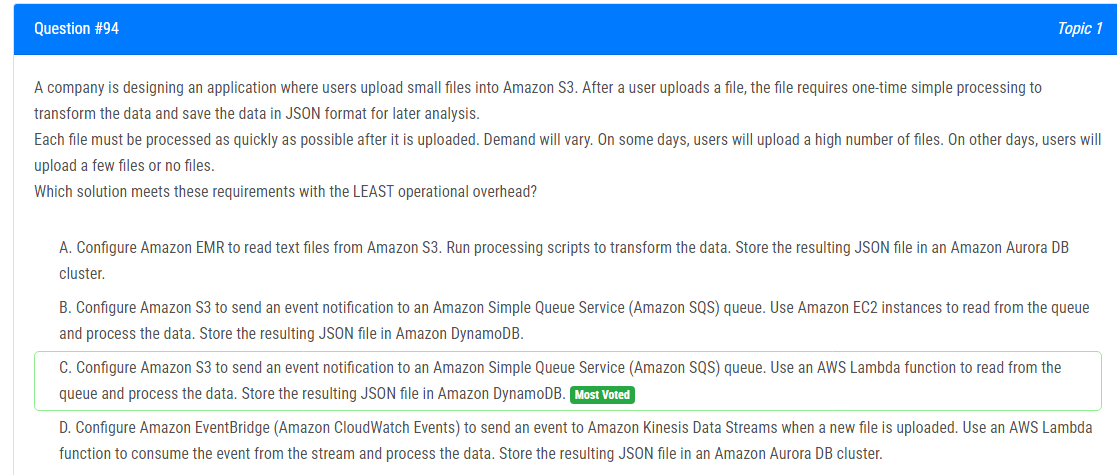 Question #94
Topic 1
A company is designing an application where users upload small files into Amazon S3. After a user uploads a file, the file requires one-time simple processing to
transform the data and save the data in JSON format for later analysis.
Each file must be processed as quickly as possible after it is uploaded. Demand will vary. On some days, users will upload a high number of files. On other days, users will
upload a few files or no files.
Which solution meets these requirements with the LEAST operational overhead?
A. Configure Amazon EMR to read text files from Amazon S3. Run processing scripts to transform the data. Store the resulting JSON file in an Amazon Aurora DB
cluster.
B. Configure Amazon S3 to send an event notification to an Amazon Simple Queue Service (Amazon SQS) queue. Use Amazon EC2 instances to read from the queue
and process the data. Store the resulting JSON file in Amazon DynamoDB.
C. Configure Amazon S3 to send an event notification to an Amazon Simple Queue Service (Amazon SQS) queue. Use an AWS Lambda function to read from the
queue and process the data. Store the resulting JSON file in Amazon DynamoDB. Most Voted
D. Configure Amazon EventBridge (Amazon CloudWatch Events) to send an event to Amazon Kinesis Data Streams when a new file is uploaded. Use an AWS Lambda
function to consume the event from the stream and process the data. Store the resulting JSON file in an Amazon Aurora DB cluster.